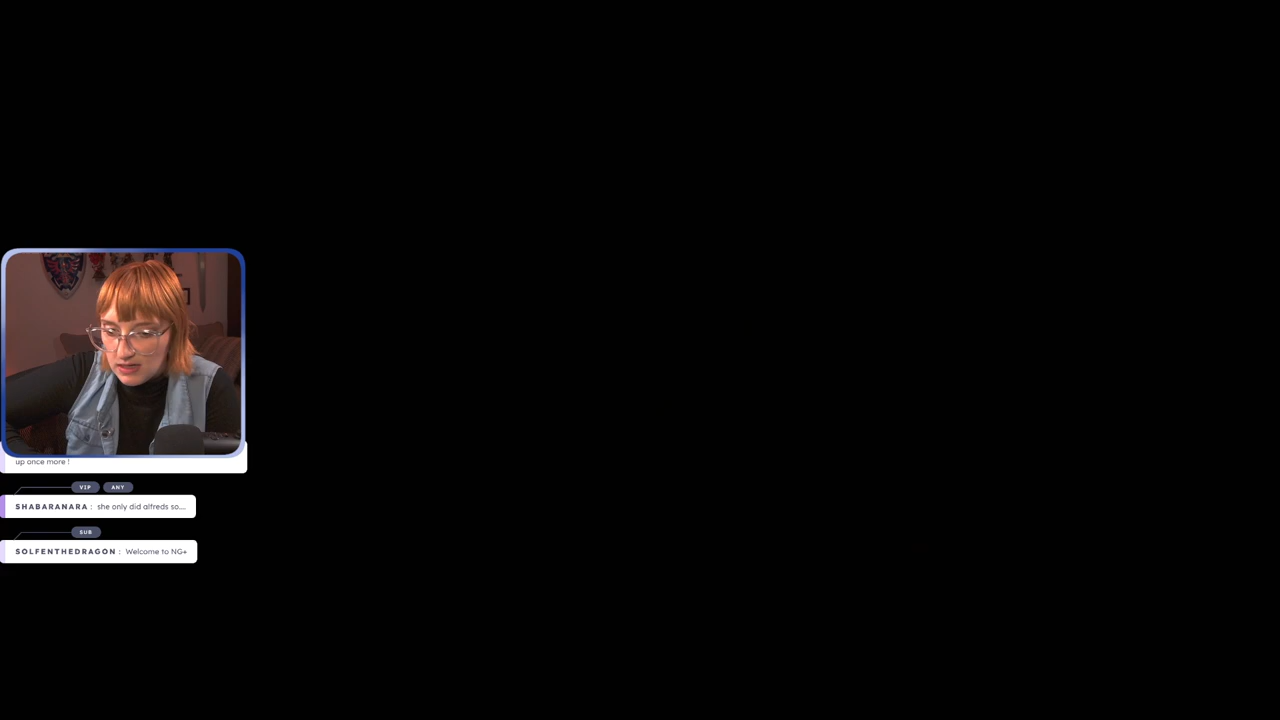 up once more !
VIP ANY
SHABARANARA : she only did alfreds so....
SUB
SOLFENTHEDRAGON : Welcome to NG+